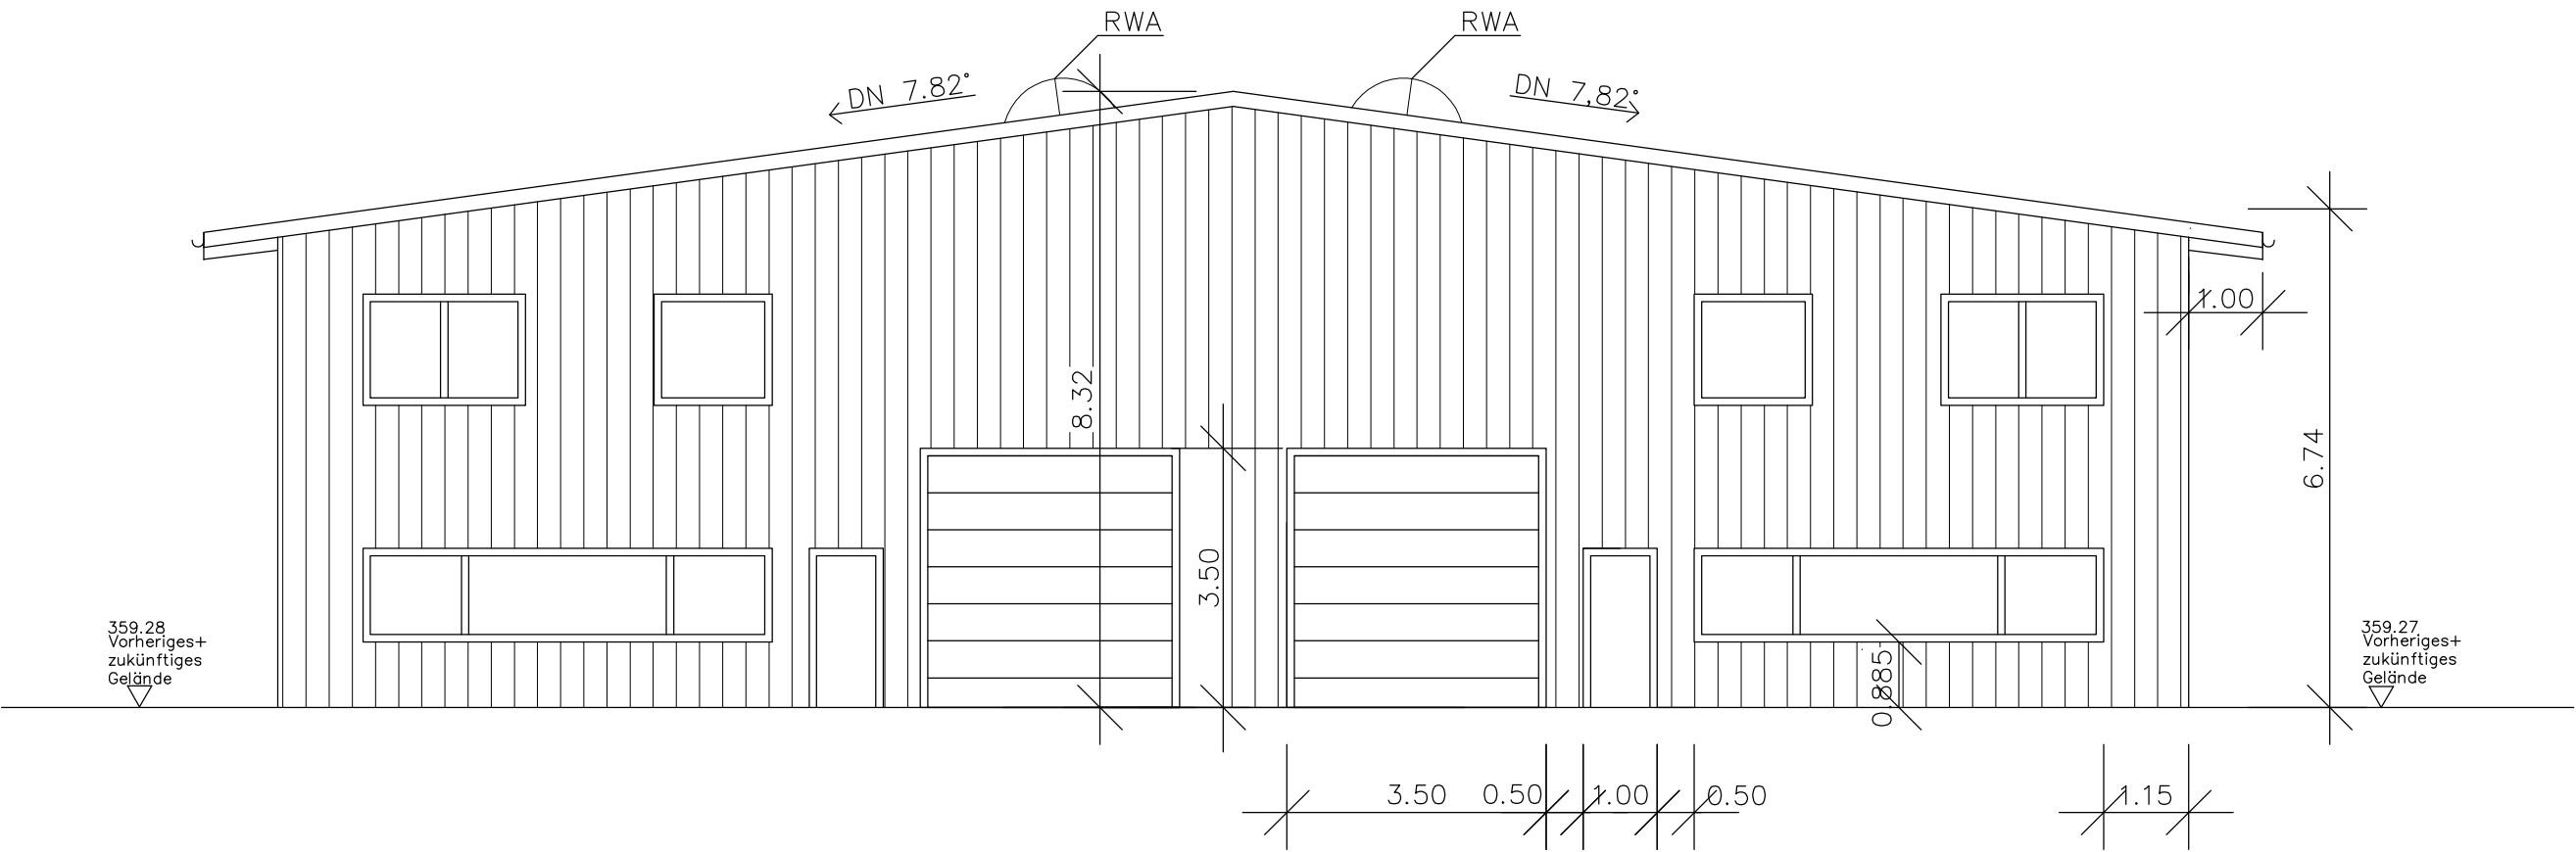 RWA
RWA
DN 7.82°
DN 7,82°
1.00
8.32
6.74
3.50
359.28
Vorheriges+
zukünftiges
Gelände
359.27
Vorheriges+
zukünftiges
Gelände
0.885
3.50
0.50
1.00
0.50
1.15